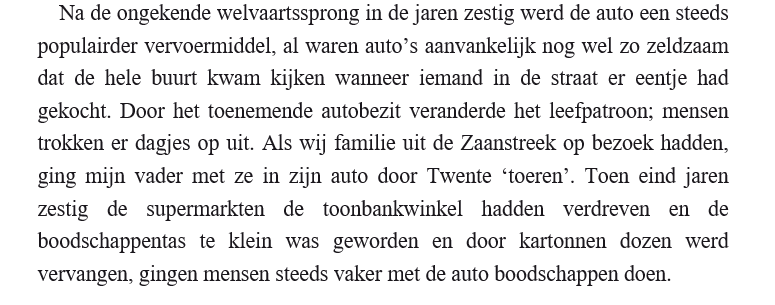 Na de ongekende welvaartssprong in de jaren zestig werd de auto een steeds
populairder vervoermiddel, al waren auto’s aanvankelijk nog wel zo zeldzaam
dat de hele buurt kwam kijken wanneer iemand in de straat er eentje had
gekocht. Door het toenemende autobezit veranderde het leefpatroon; mensen
trokken er dagjes op uit. Als wij familie uit de Zaanstreek op bezoek hadden,
ging mijn vader met ze in zijn auto door Twente ‘toeren’. Toen eind jaren
zestig de supermarkten de toonbankwinkel hadden verdreven en de
boodschappentas te klein was geworden en door kartonnen dozen werd
vervangen, gingen mensen steeds vaker met de auto boodschappen doen.